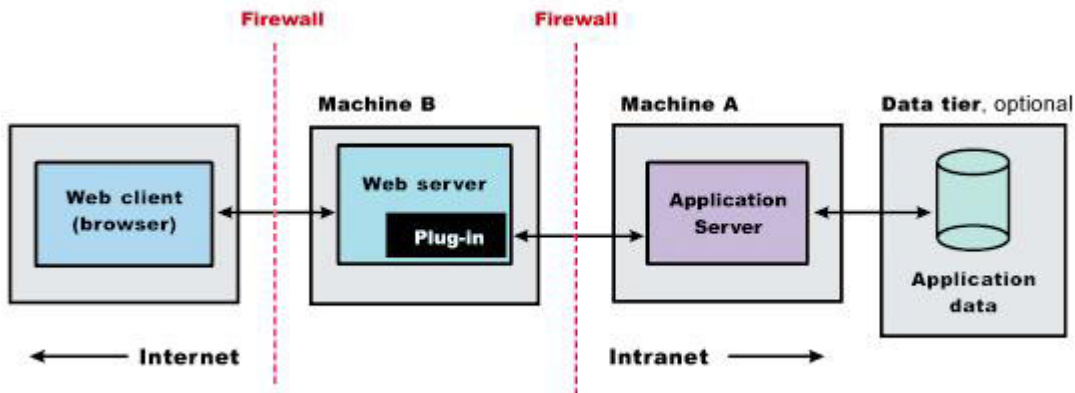 Firewall
Firewall
Machine B
Machine A
Data tier, optional
Web client
(browser)
Web server
Plug-in
Application
Server
Application
data
Internet
Intranet